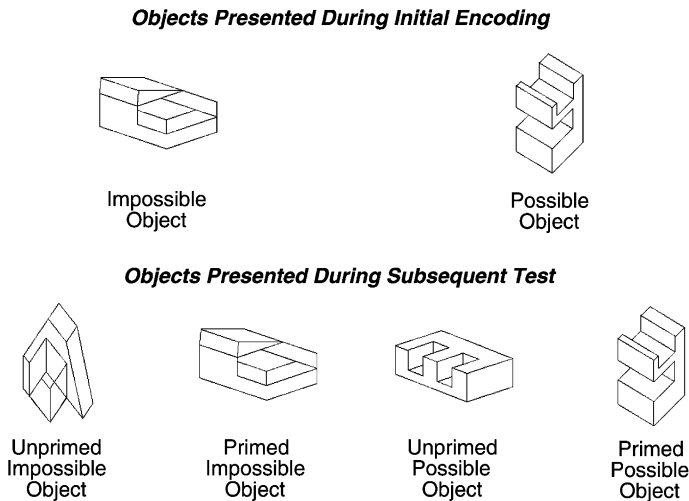 Objects Presented During Initial Encoding
Impossible
Object
Possible
Object
Objects Presented During Subsequent Test
Unprimed
Impossible
Object
Primed
Impossible
Object
Unprimed
Possible
Object
Primed
Possible
Object